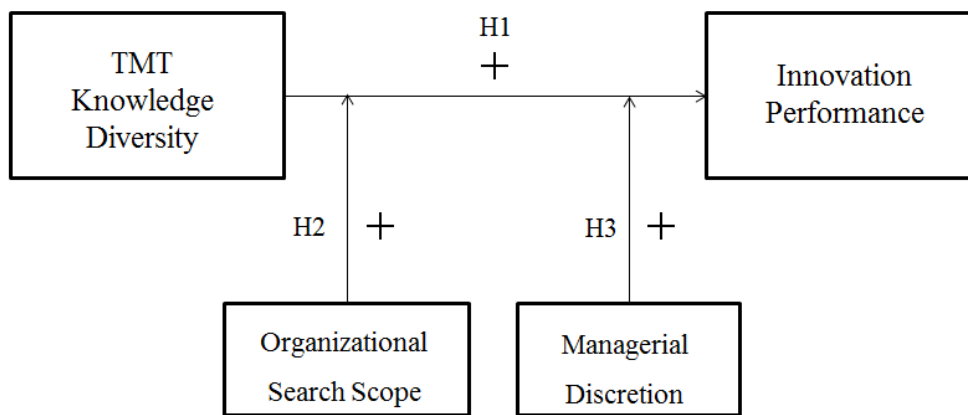 H1
+
TMT
Knowledge
Diversity
Innovation
Performance
H2 +
H3 +
Organizational
Search Scope
Managerial
Discretion